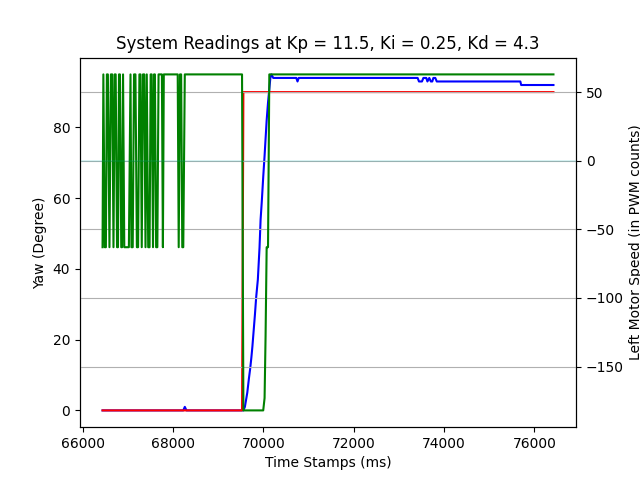 System Readings at Kp = 11.5, Ki = 0.25, Kd = 4.3
Yaw (Degree)
80
60
40
20
0
50
0
−50
−100
−150
Left Motor Speed (in PWM counts)
66000 68000 70000 72000 74000 76000
Time Stamps (ms)